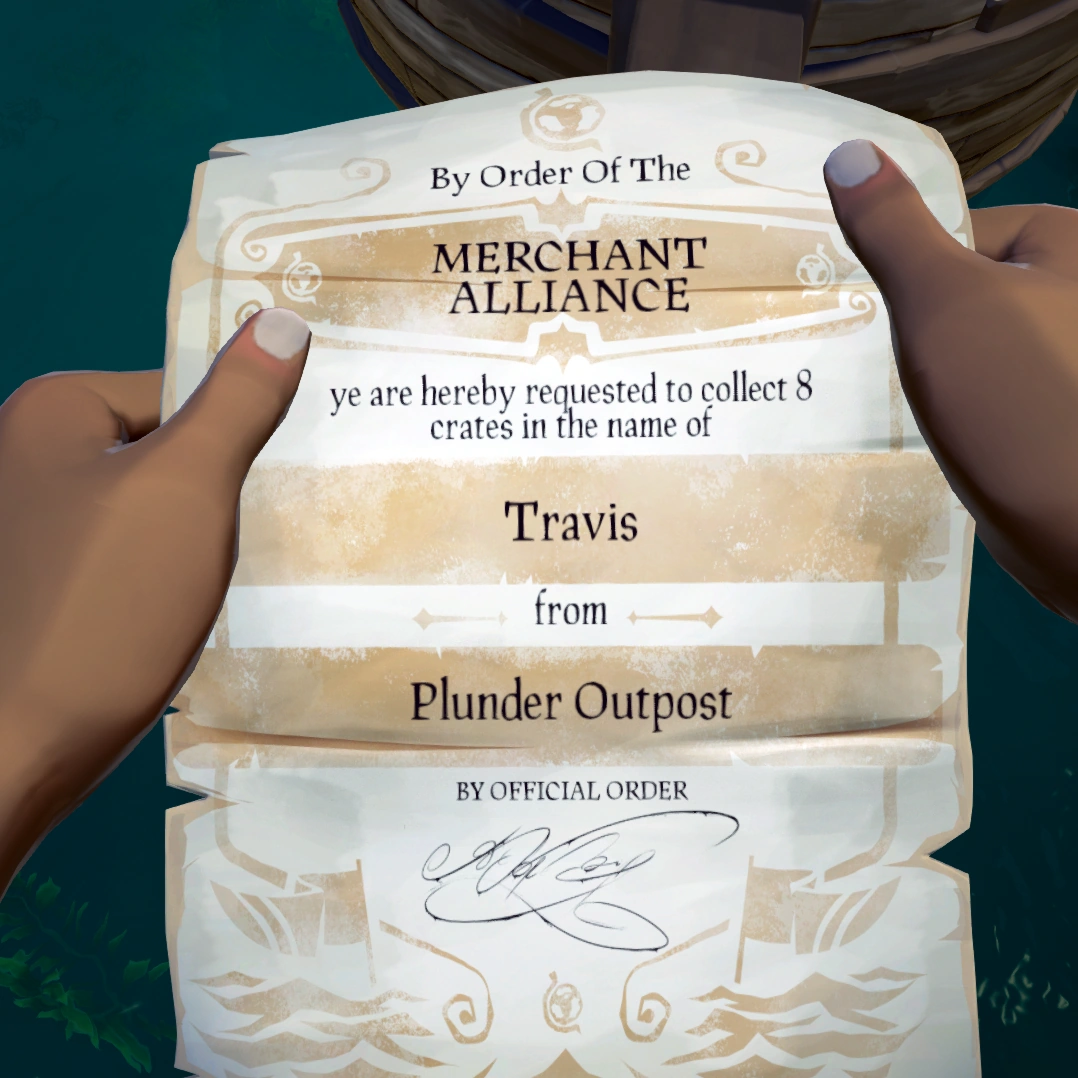 By Order Of The
MERCHANT
ALLIANCE
ye are hereby requested to collect 8
crates in the name of
Travis
from
Plunder Outpost
BY OFFICIAL ORDER